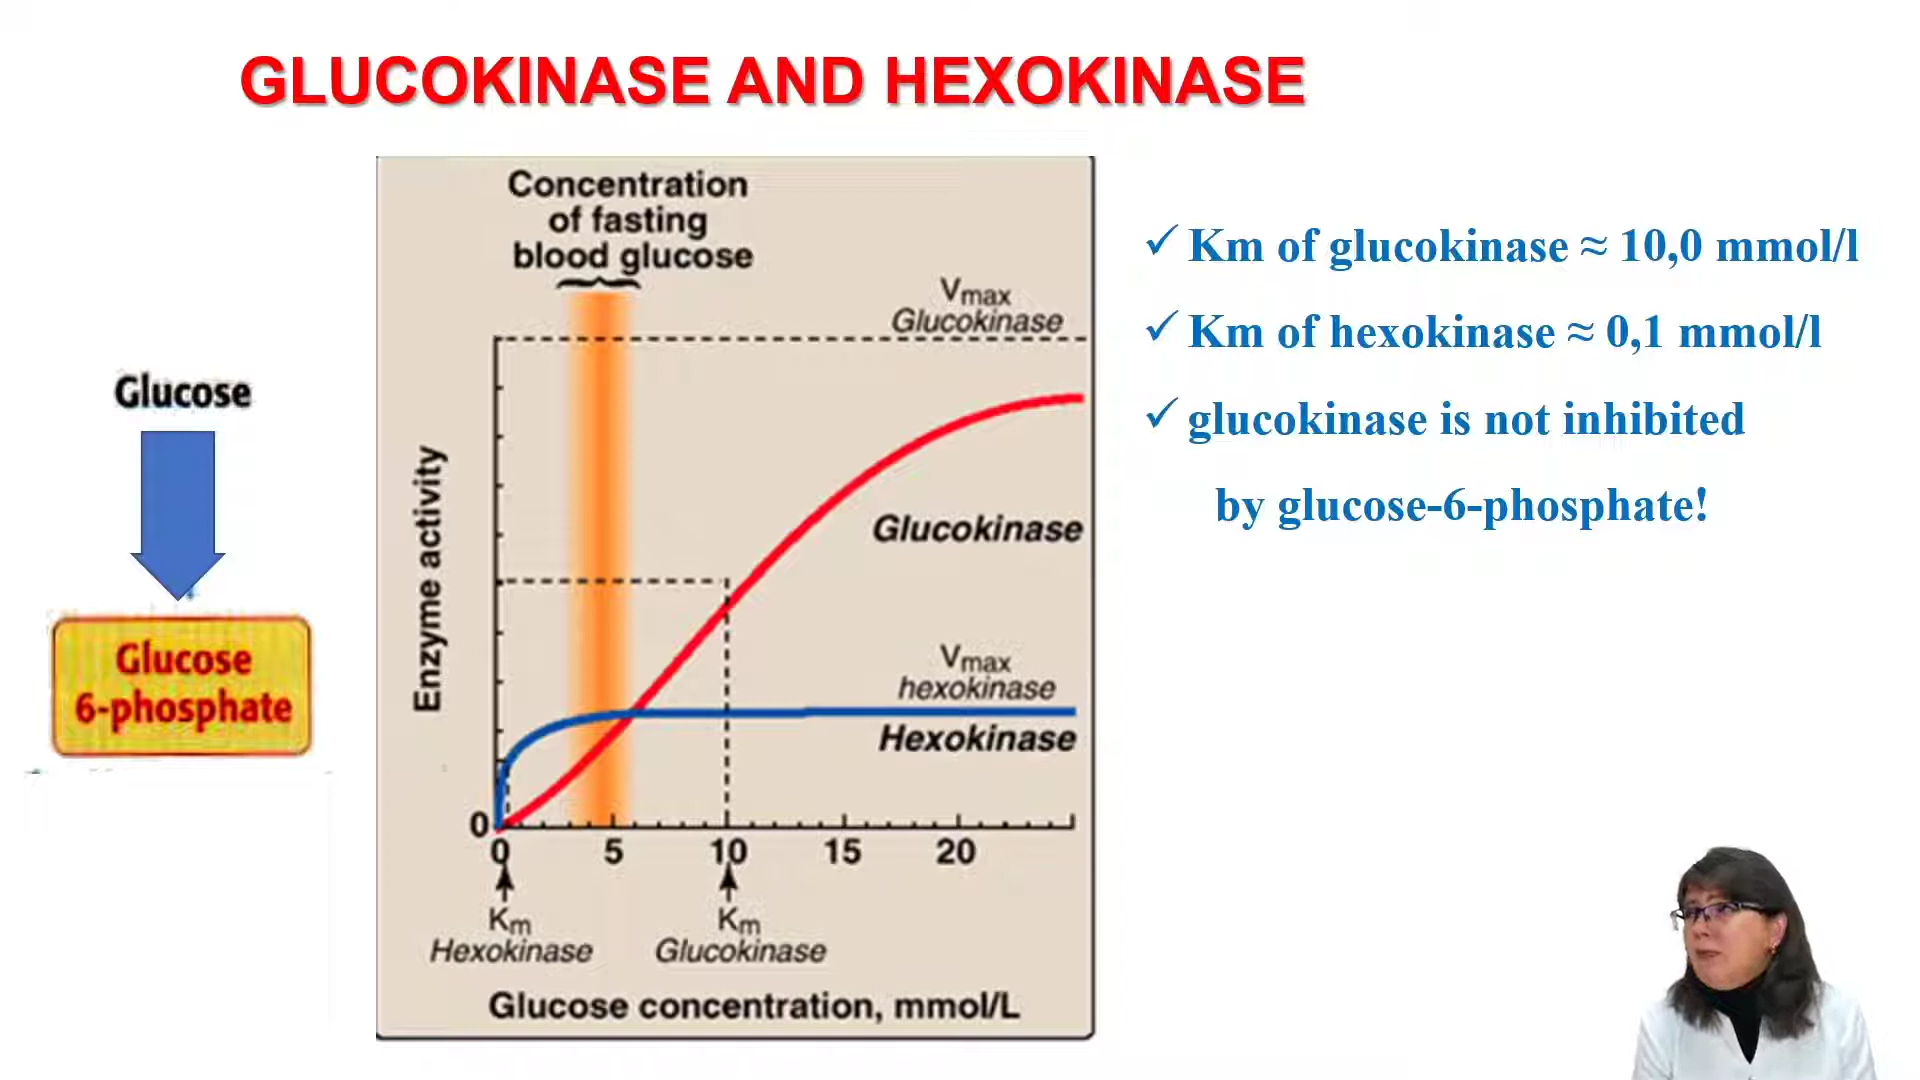 GLUCOKINASE AND HEXOKINASE
Glucose
Glucose
6-phosphate
Concentration
of fasting
blood glucose
Vmax
Glucokinase
Glucokinase
Vmax
hexokinase
Hexokinase
Enzyme activity
0
0 5 10 15 20
Km
Hexokinase
Km
Glucokinase
Glucose concentration, mmol/L
✓ Km of glucokinase ≈ 10,0 mmol/l
✓ Km of hexokinase ≈ 0,1 mmol/l
✓ glucokinase is not inhibited
by glucose-6-phosphate!